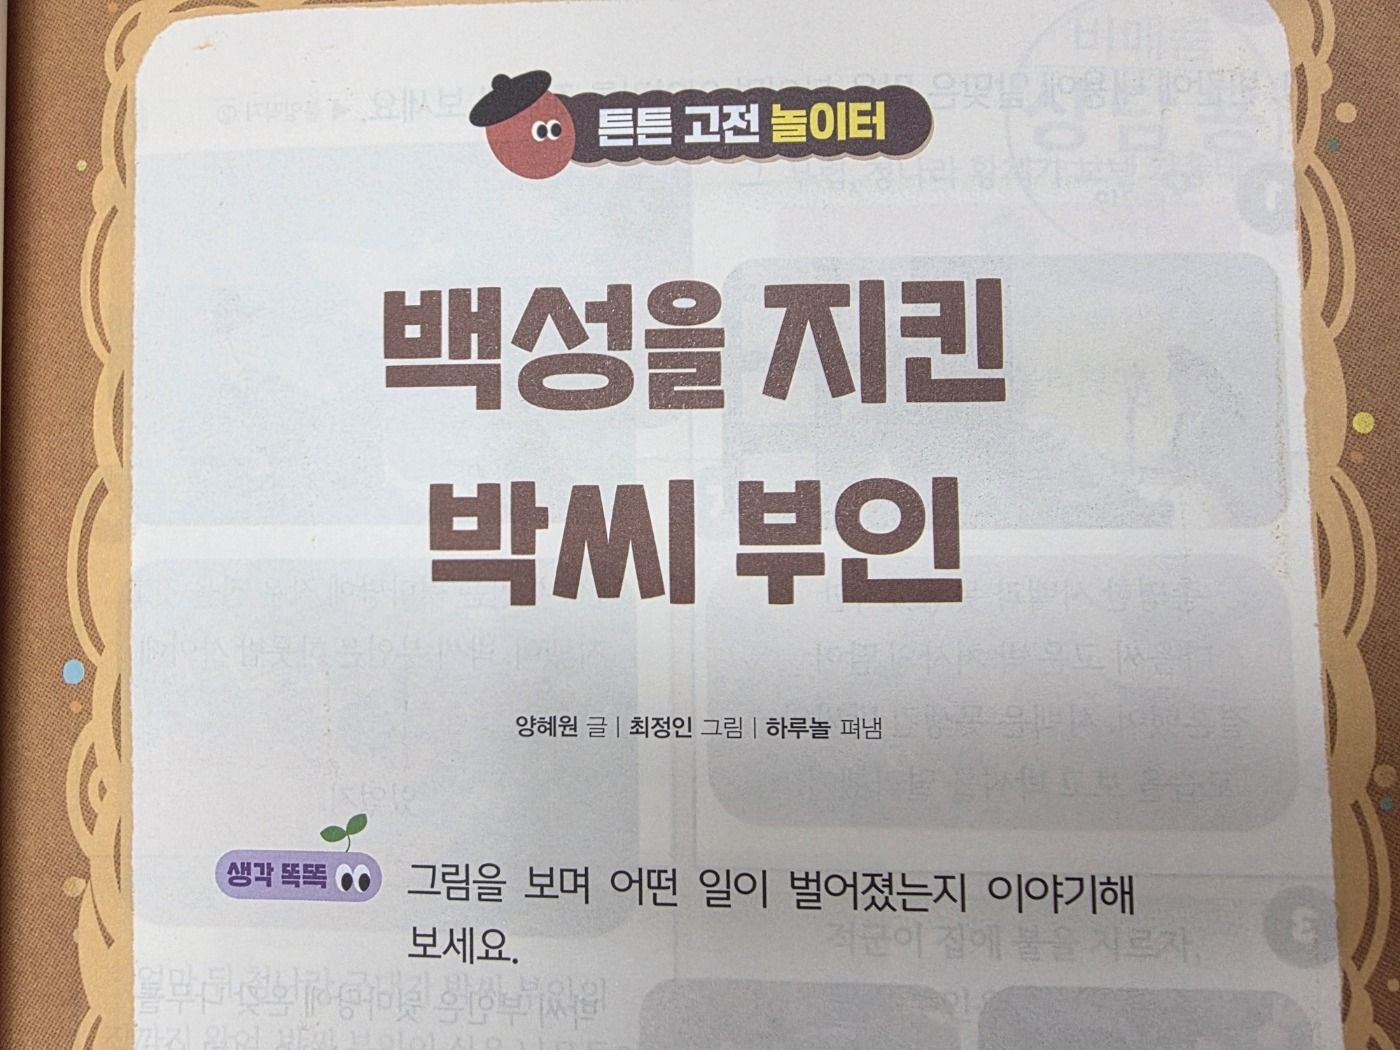 튼튼 고전 놀이터
백성을 지킨
박씨 부인
양혜원 글 | 최정인 그림 | 하루놀 펴냄
생각 똑똑
그림을 보며 어떤 일이 벌어졌는지 이야기해
보세요.